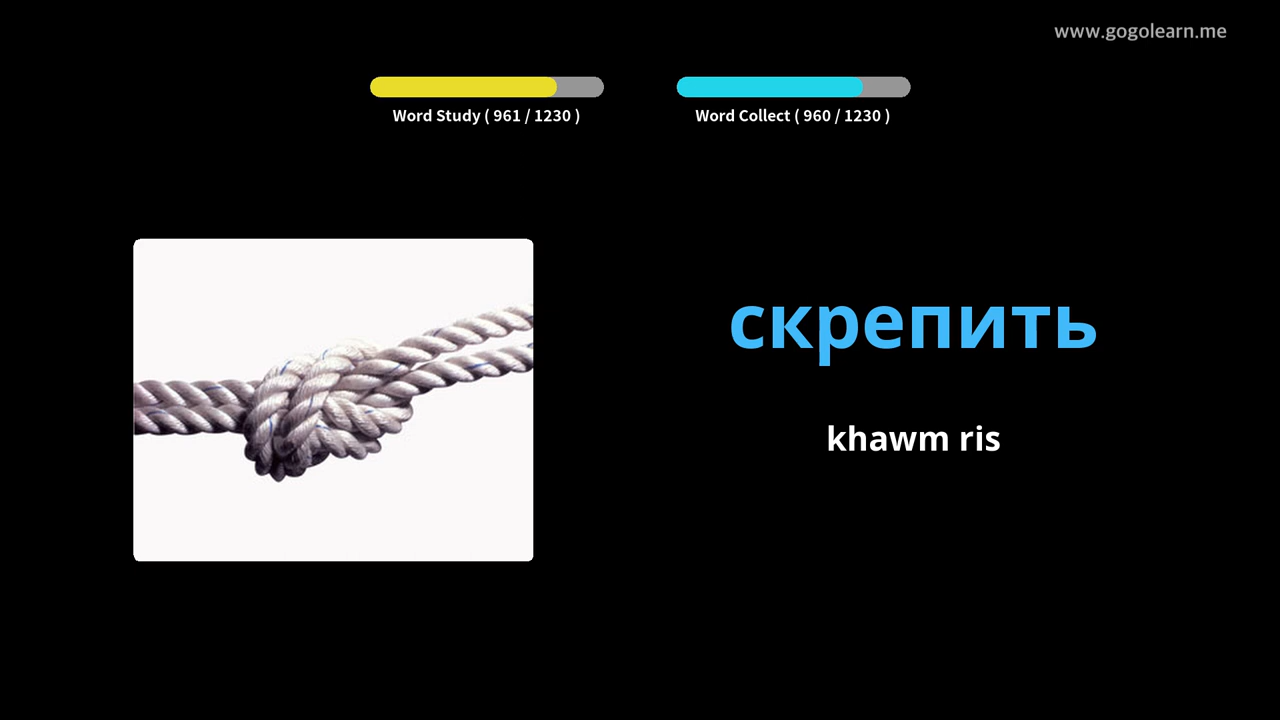 www.gogolearn.me
Word Study ( 961 / 1230 )
Word Collect ( 960 / 1230 )
скрепить
khawm ris